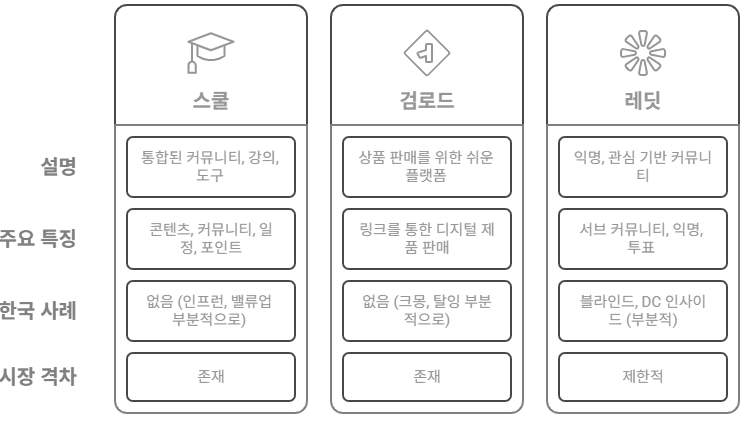 스쿨
검로드
레딧
설명
통합된 커뮤니티, 강의,
도구
상품 판매를 위한 쉬운
플랫폼
익명, 관심 기반 커뮤니
티
주요 특징
콘텐츠, 커뮤니티, 일
정, 포인트
링크를 통한 디지털 제
품 판매
서브 커뮤니티, 익명,
투표
한국 사례
없음 (인프런, 밸류업
부분적으로)
없음 (크몽, 탈잉 부분
적으로)
블라인드, DC 인사이
드 (부분적)
시장 격차
존재
존재
제한적